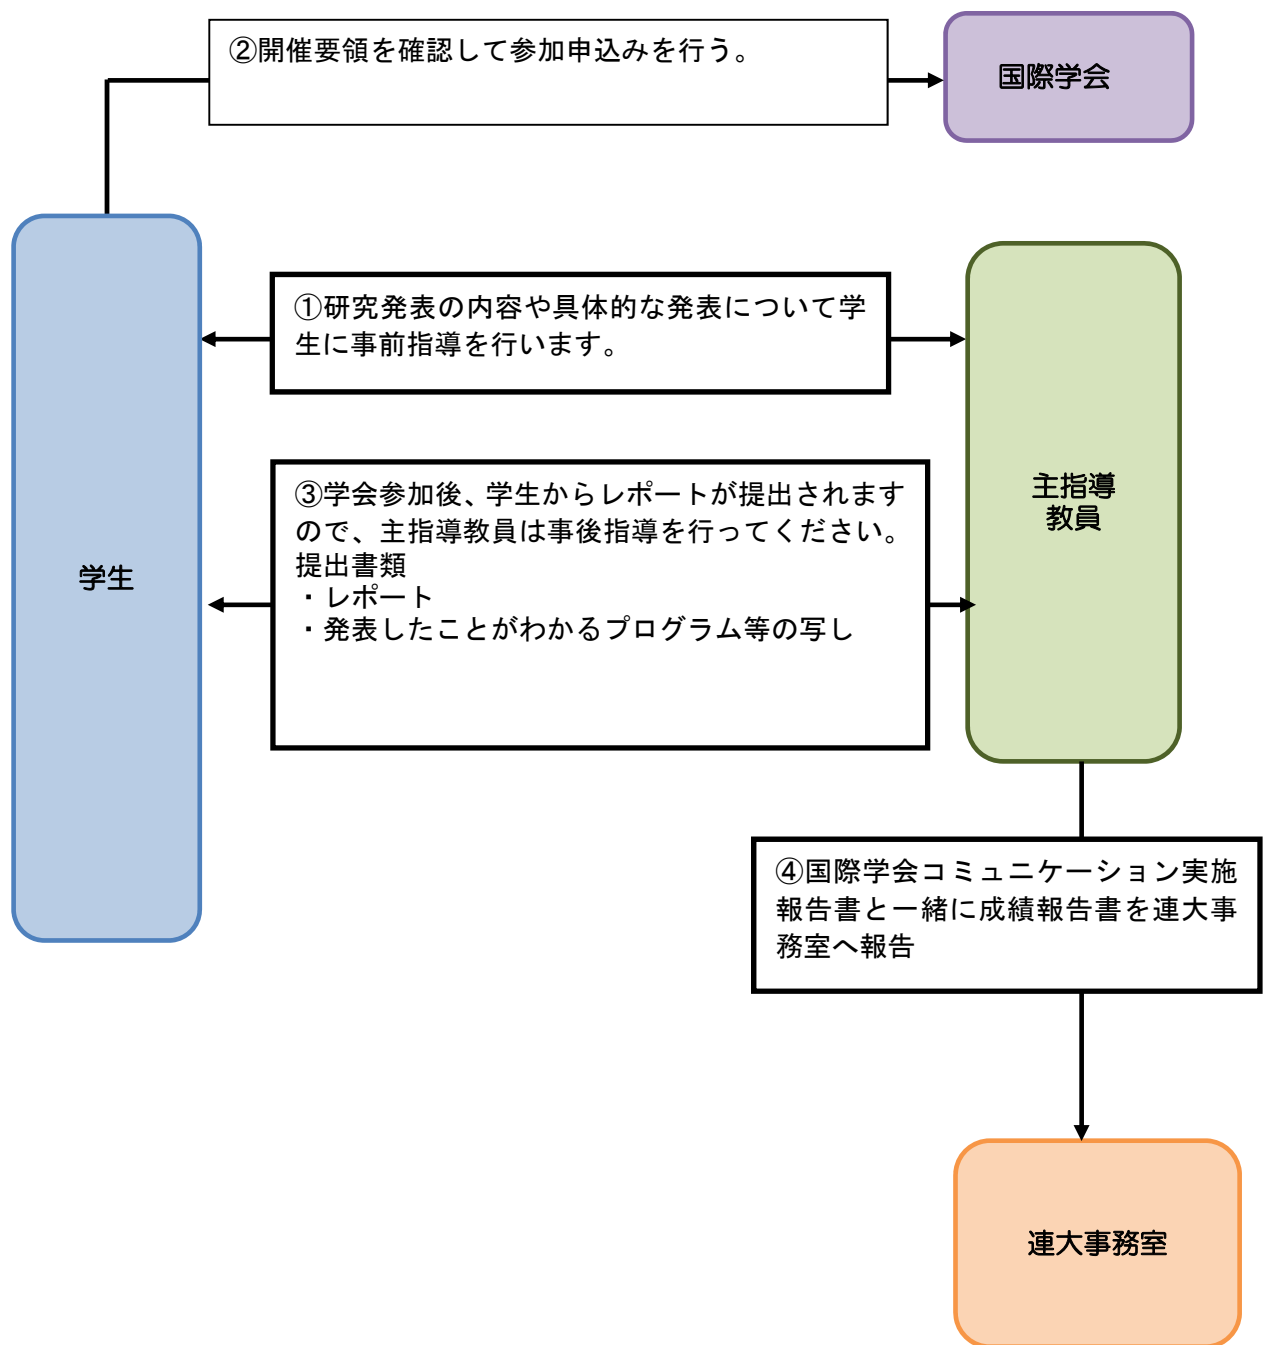 ②開催要領を確認して参加申込みを行う。
国際学会
①研究発表の内容や具体的な発表について学
生に事前指導を行います。
③学会参加後、学生からレポートが提出されます
ので、主指導教員は事後指導を行ってください。
提出書類
・レポート
・発表したことがわかるプログラム等の写し
主指導
教員
学生
④国際学会コミュニケーション実施
報告書と一緒に成績報告書を連大事
務室へ報告
連大事務室